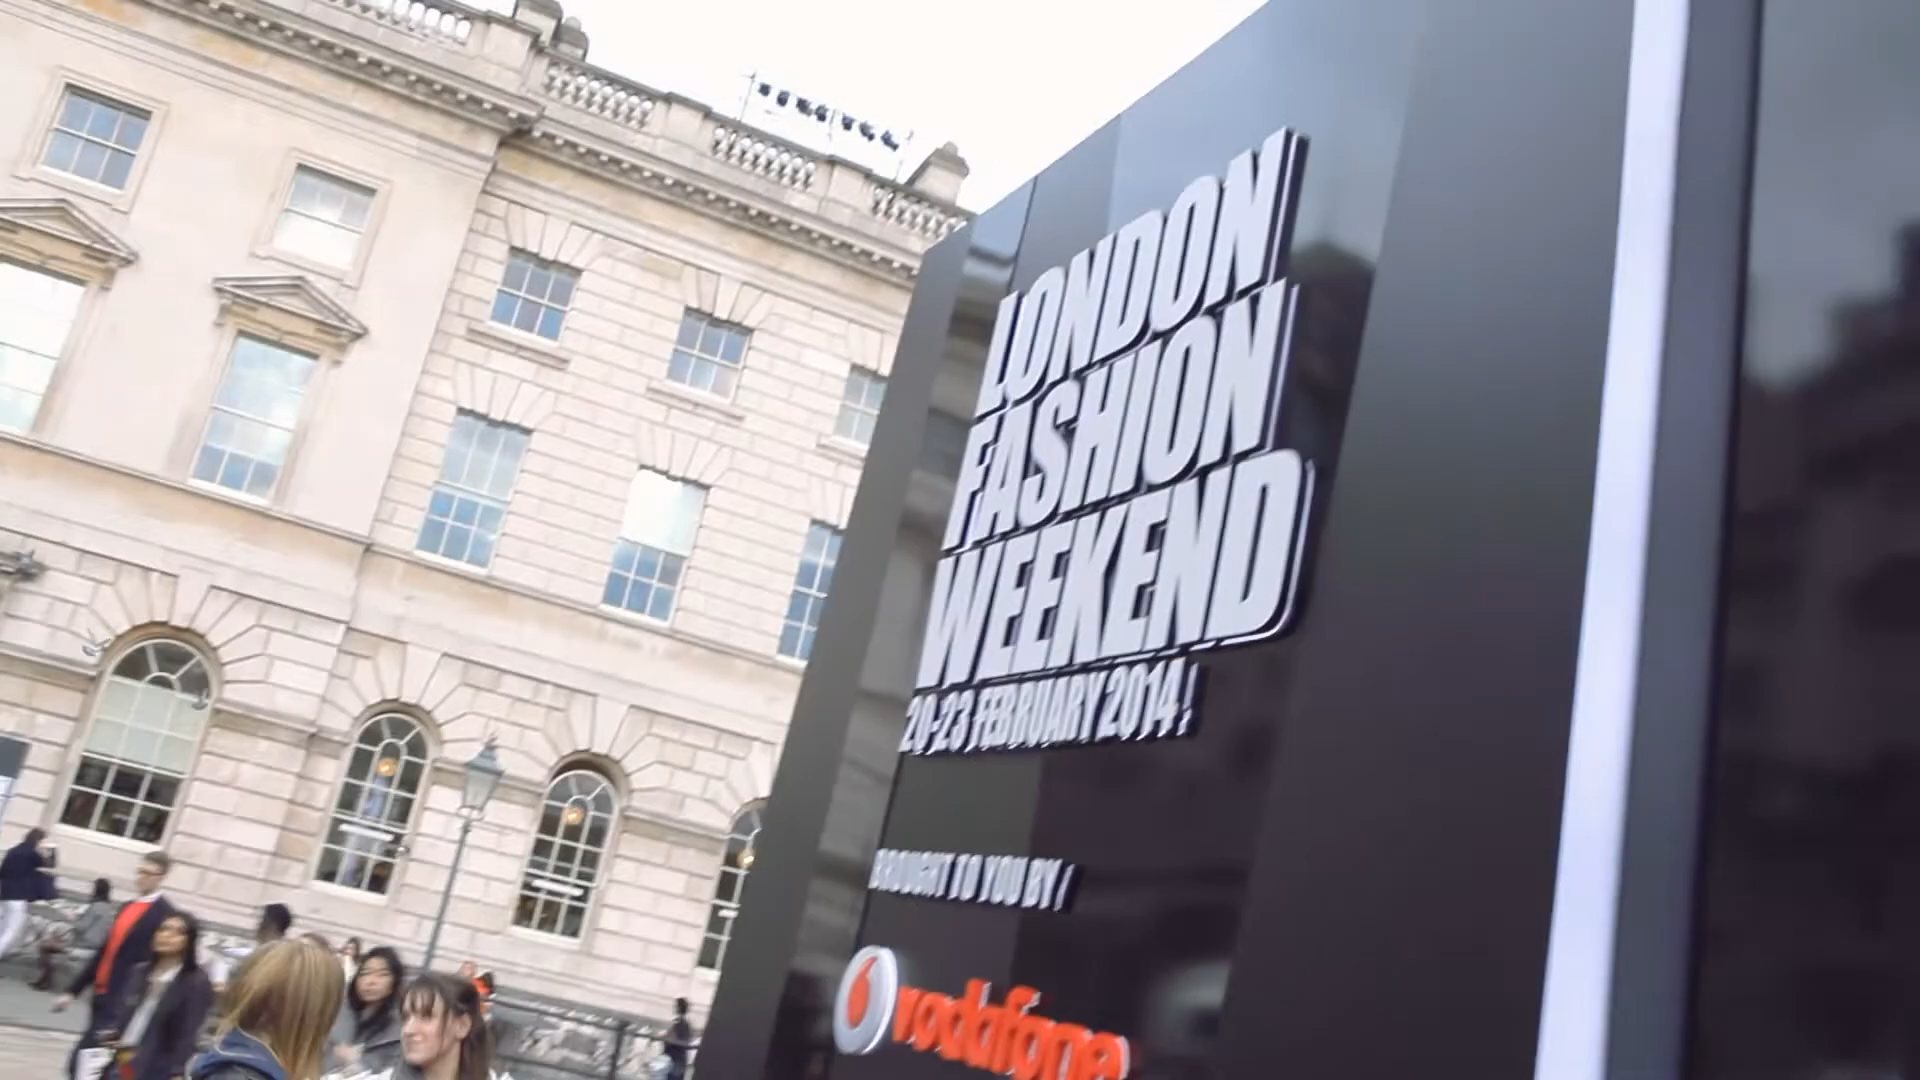 LONDON
FASHION
WEEKEND
20-23 FEBRUARY 2014!
BROUGHT TO YOU BY/
vodafone